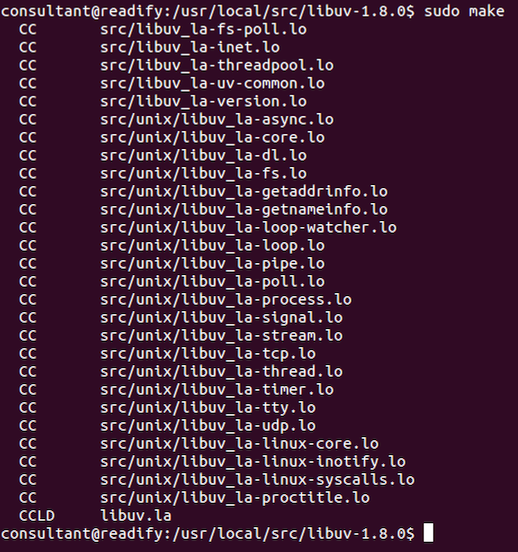 consultant@readify:/usr/local/src/libuv-1.8.0$ sudo make
CC src/libuv_la-fs-poll.lo
CC src/libuv_la-inet.lo
CC src/libuv_la-threadpool.lo
CC src/libuv_la-uv-common.lo
CC src/libuv_la-version.lo
CC src/unix/libuv_la-async.lo
CC src/unix/libuv_la-core.lo
CC src/unix/libuv_la-dl.lo
CC src/unix/libuv_la-fs.lo
CC src/unix/libuv_la-getaddrinfo.lo
CC src/unix/libuv_la-getnameinfo.lo
CC src/unix/libuv_la-loop-watcher.lo
CC src/unix/libuv_la-loop.lo
CC src/unix/libuv_la-pipe.lo
CC src/unix/libuv_la-poll.lo
CC src/unix/libuv_la-process.lo
CC src/unix/libuv_la-signal.lo
CC src/unix/libuv_la-stream.lo
CC src/unix/libuv_la-tcp.lo
CC src/unix/libuv_la-thread.lo
CC src/unix/libuv_la-timer.lo
CC src/unix/libuv_la-tty.lo
CC src/unix/libuv_la-udp.lo
CC src/unix/libuv_la-linux-core.lo
CC src/unix/libuv_la-linux-inotify.lo
CC src/unix/libuv_la-linux-syscalls.lo
CC src/unix/libuv_la-proctitle.lo
CCLD libuv.la
consultant@readify:/usr/local/src/libuv-1.8.0$